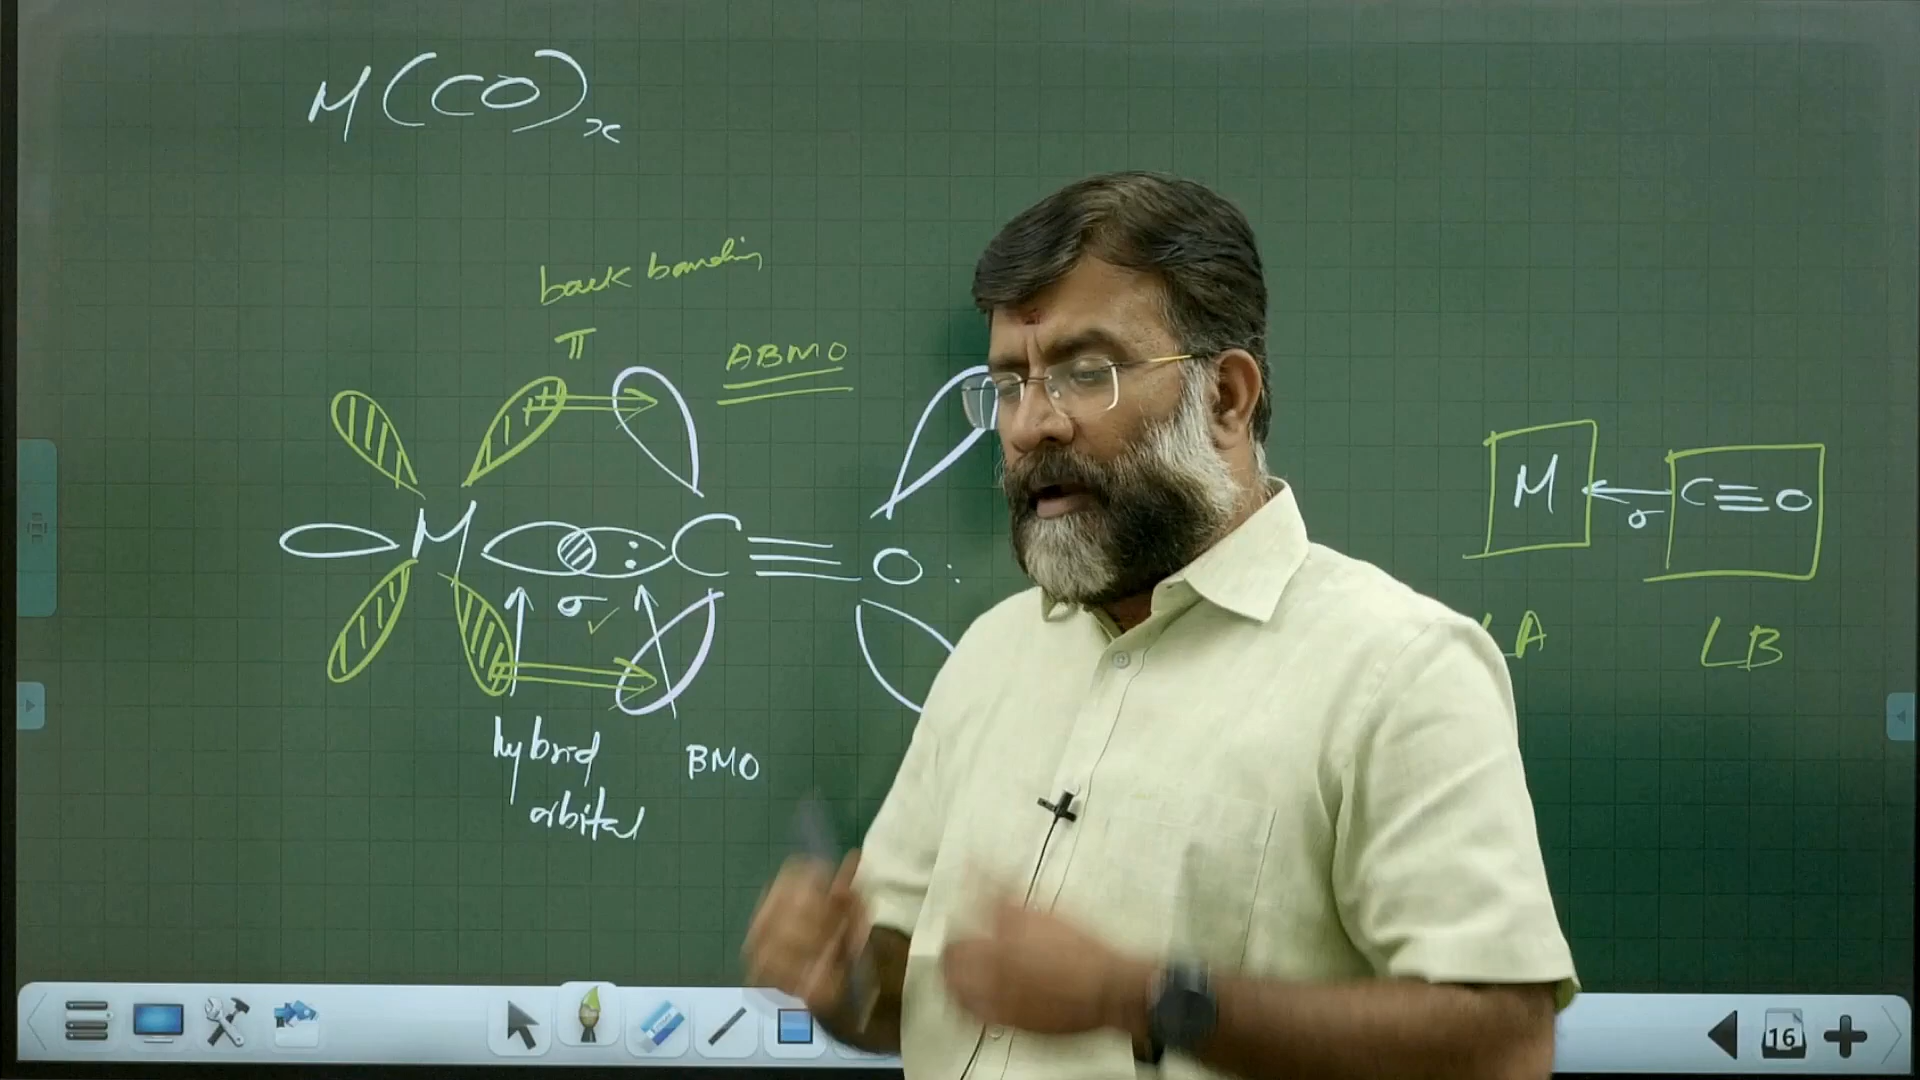 M(CO)x
back bonding
π
ABMO
M C≡O:
σ ✓
hybrid
orbital
BMO
M ← C≡O
σ
LA
LB
16